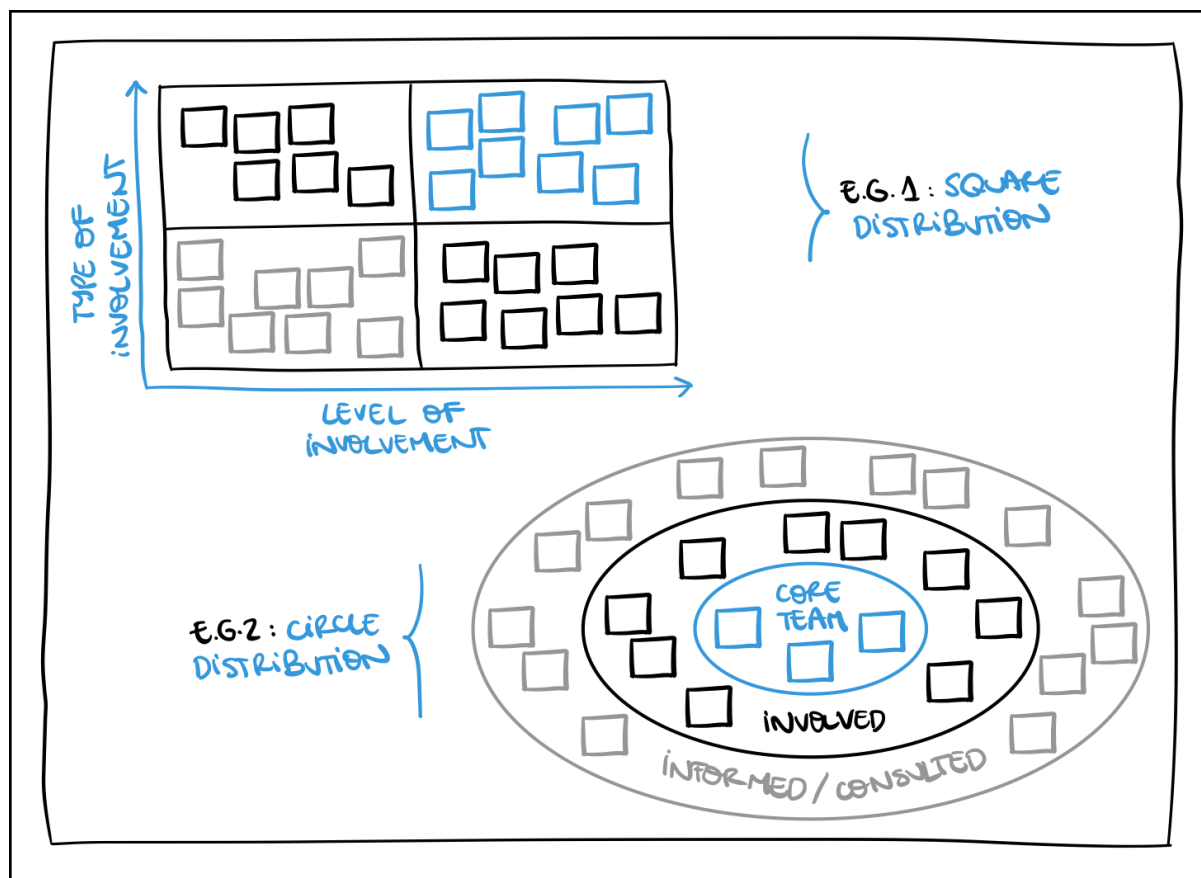 TYPE OF
iNVOLVEMENT
LEVEL OF
iNVOLVEMENT
E.G.1: SQUARE
DiSTRiBUTiON
E.G.2: CiRCLE
DiSTRiBUTiON
CORE
TEAM
iNVOLVED
iNFORMED / CONSULTED